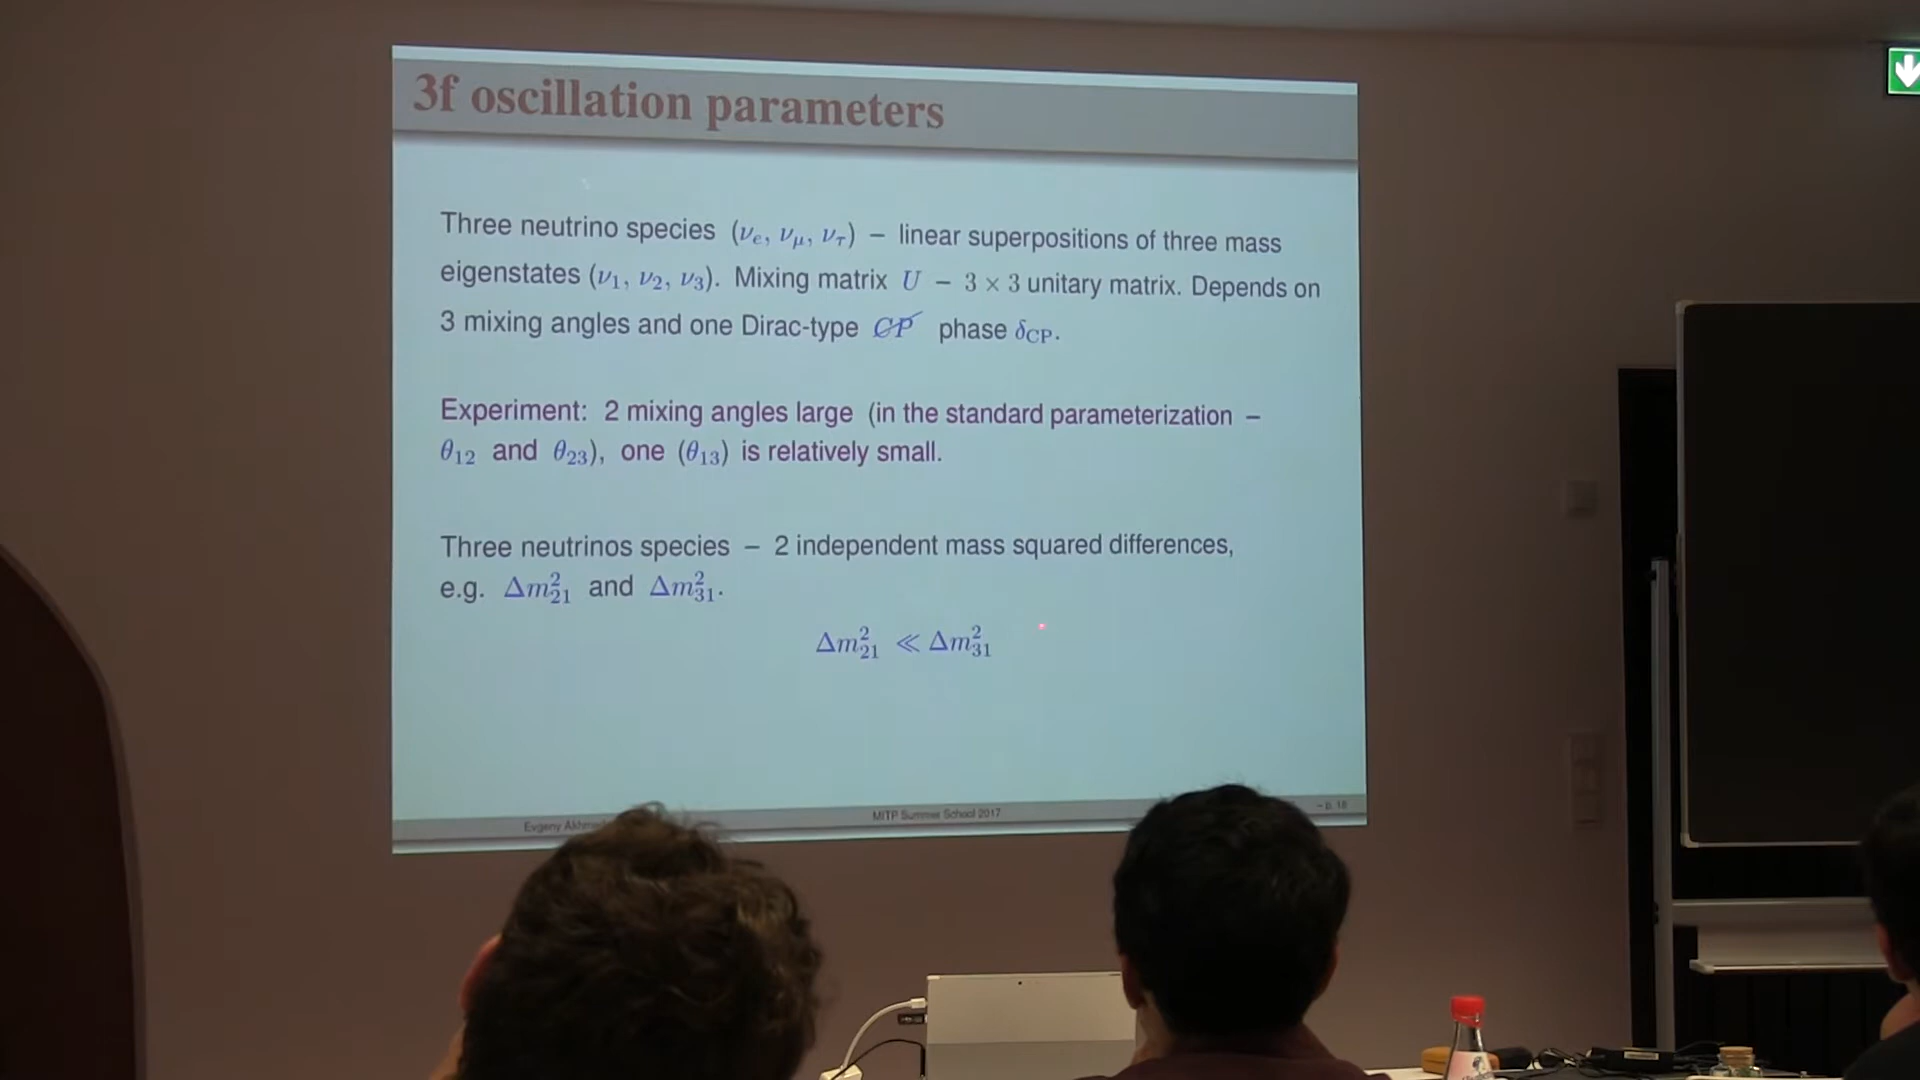 3f oscillation parameters
Three neutrino species (νe, νμ, ντ) – linear superpositions of three mass
eigenstates (ν1, ν2, ν3). Mixing matrix U – 3 × 3 unitary matrix. Depends on
3 mixing angles and one Dirac-type C̸P̸ phase δCP.
Experiment: 2 mixing angles large (in the standard parameterization –
θ12 and θ23), one (θ13) is relatively small.
Three neutrinos species – 2 independent mass squared differences,
e.g. Δm²21 and Δm²31.
Δm²21 ≪ Δm²31
Evgeny
MITP Summer School 2017
– p. 18